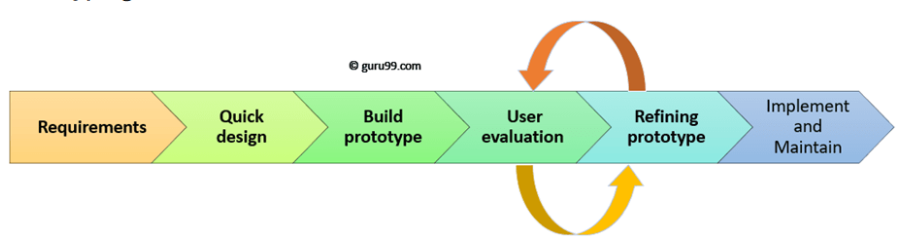 © guru99.com
Requirements
Quick
design
Build
prototype
User
evaluation
Refining
prototype
Implement
and
Maintain